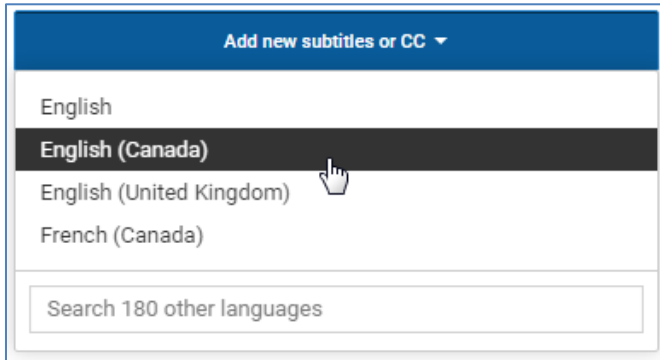 Add new subtitles or CC
English
English (Canada)
English (United Kingdom)
French (Canada)
Search 180 other languages